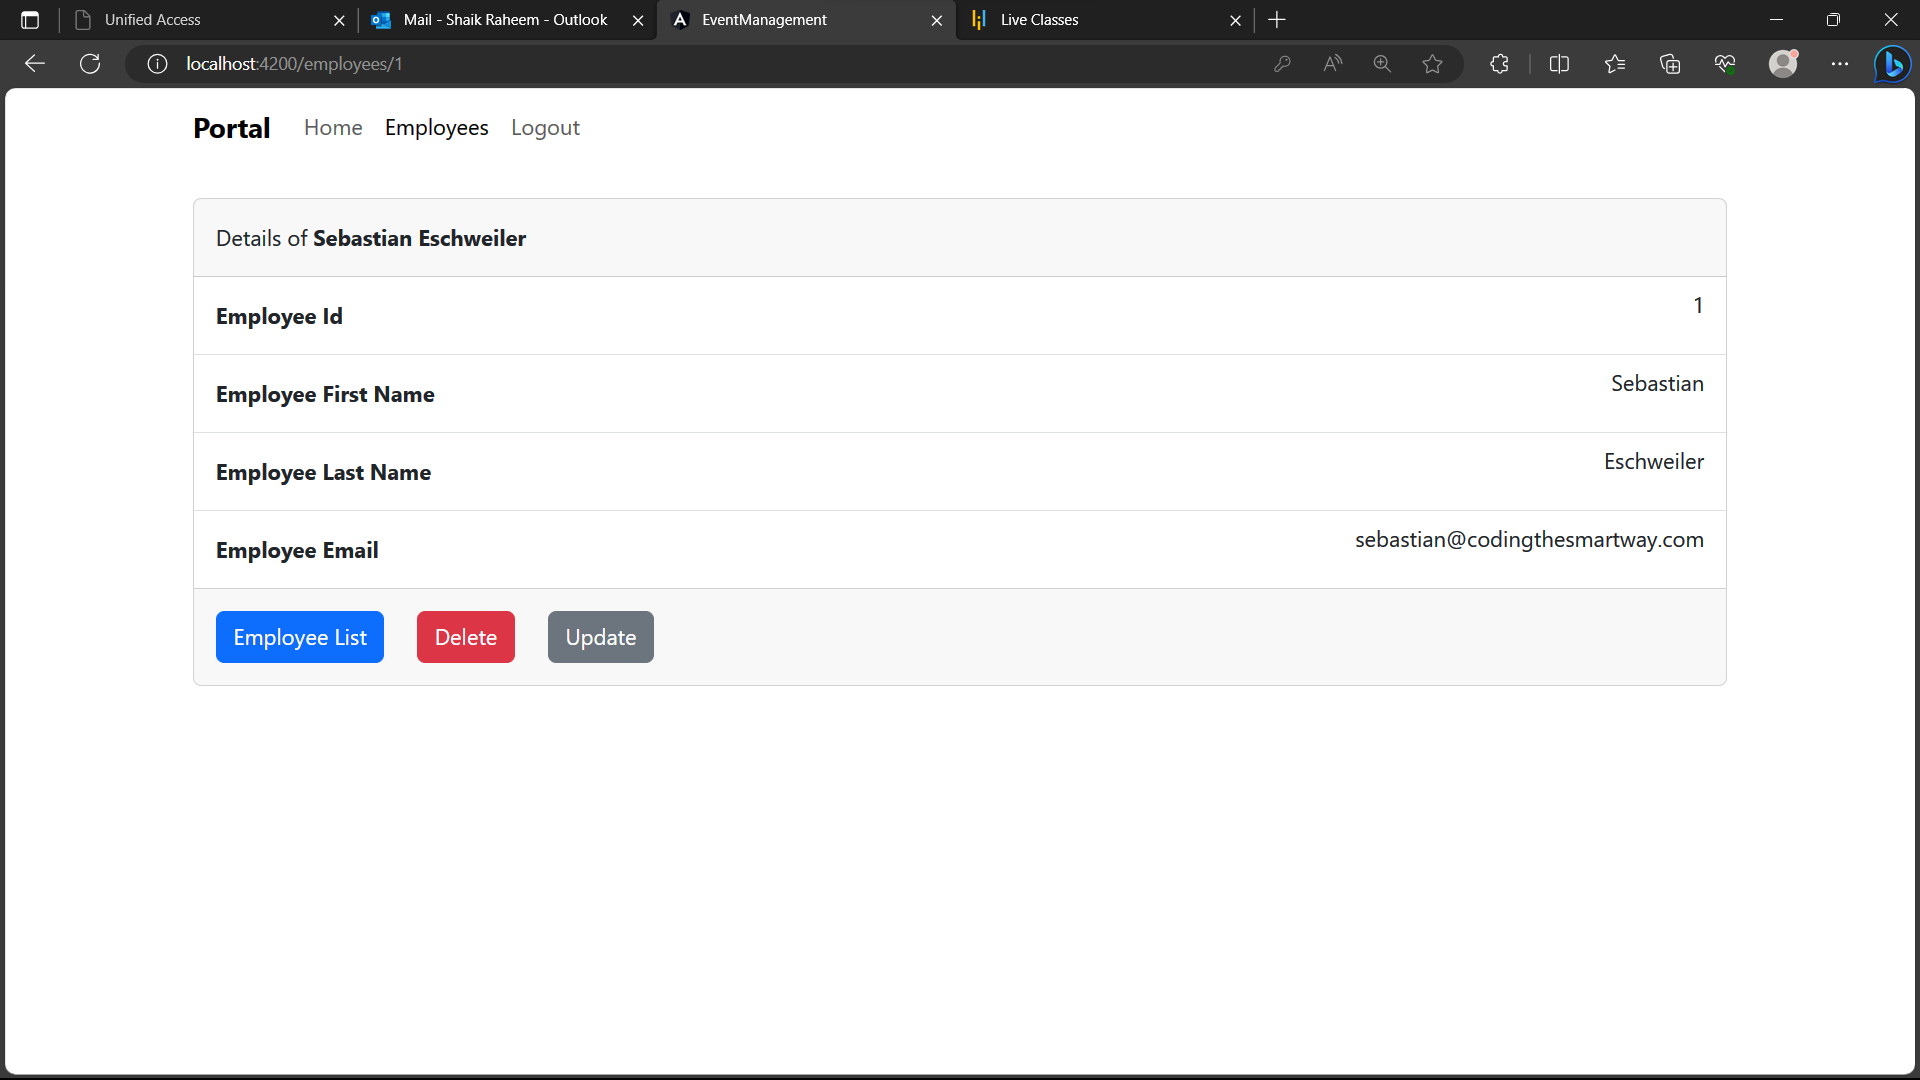 Unified Access
Mail - Shaik Raheem - Outlook
EventManagement
Live Classes
localhost:4200/employees/1
Portal Home Employees Logout
Details of Sebastian Eschweiler
Employee Id 1
Employee First Name Sebastian
Employee Last Name Eschweiler
Employee Email sebastian@codingthesmartway.com
Employee List Delete Update